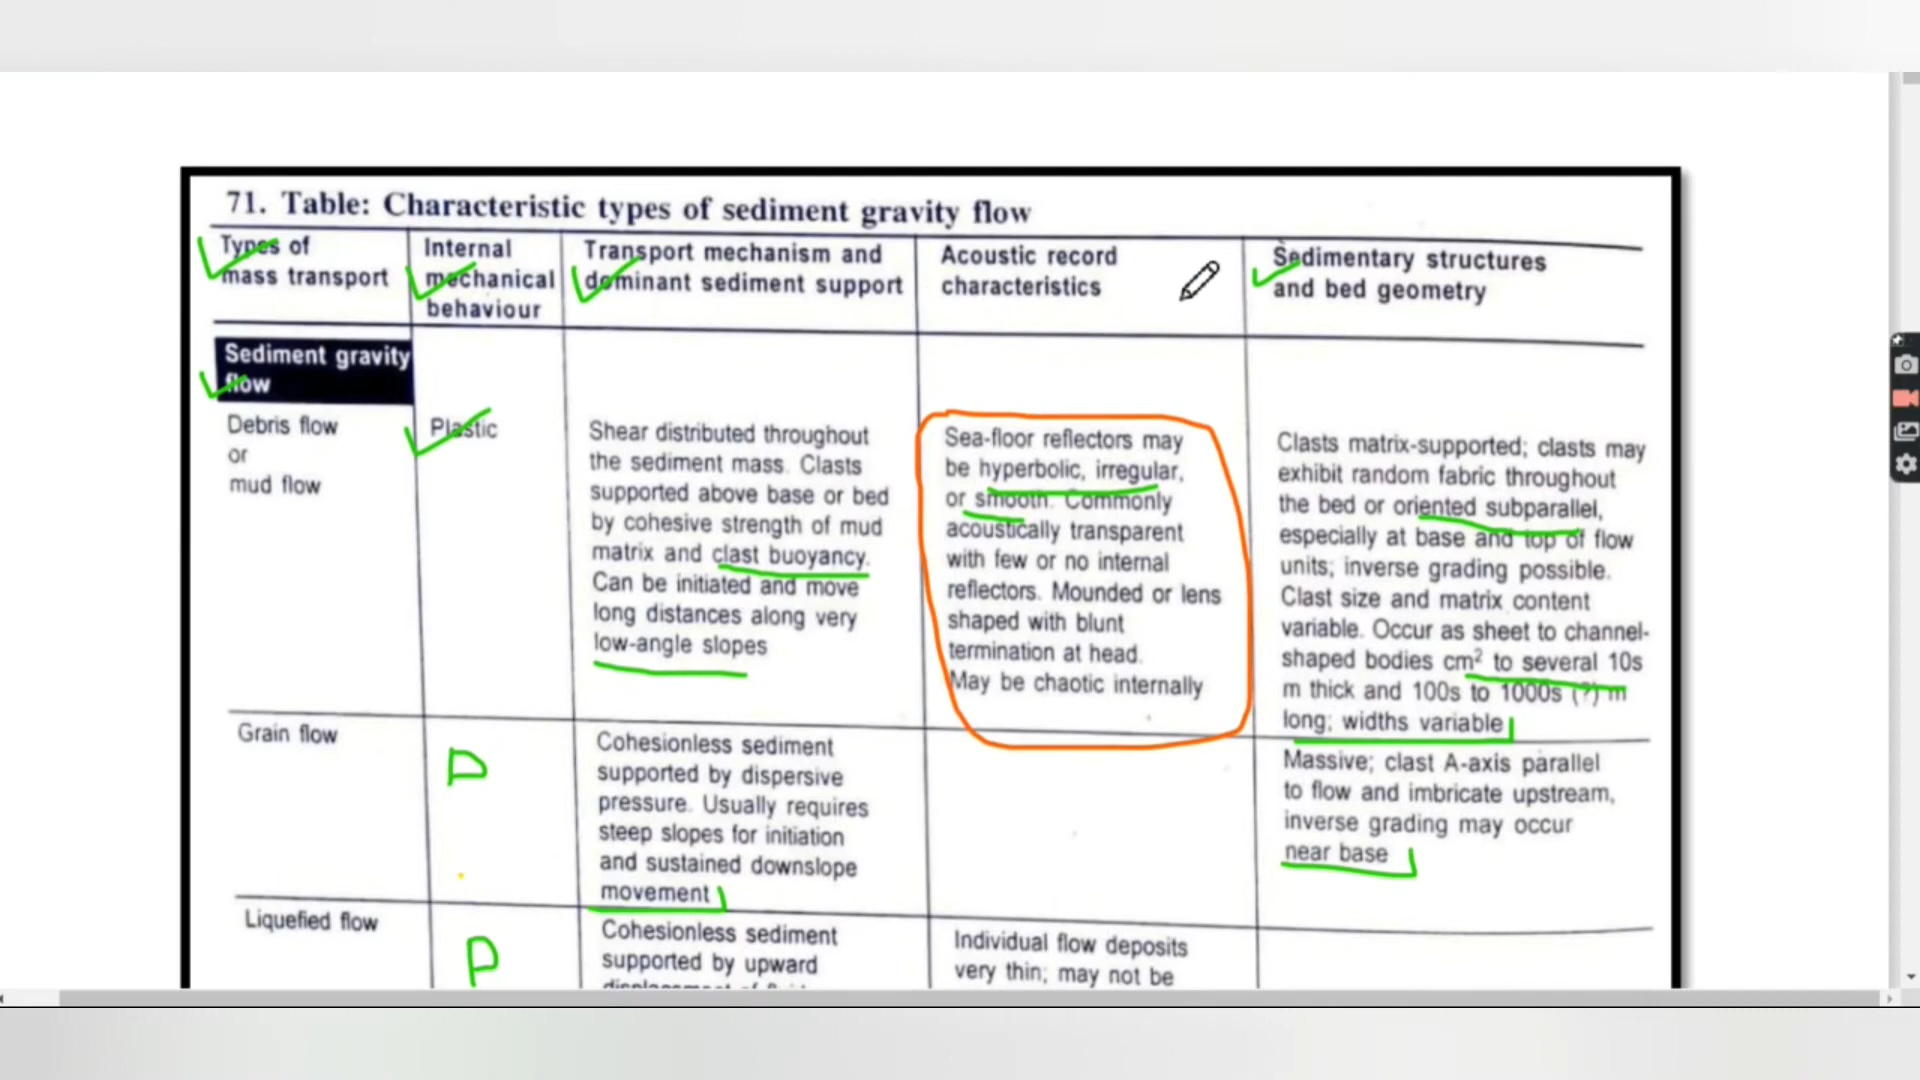 71. Table: Characteristic types of sediment gravity flow
Types of
mass transport
Internal
mechanical
behaviour
Transport mechanism and
dominant sediment support
Acoustic record
characteristics
Sedimentary structures
and bed geometry
Sediment gravity
flow
Debris flow
or
mud flow
Plastic
Shear distributed throughout
the sediment mass. Clasts
supported above base or bed
by cohesive strength of mud
matrix and clast buoyancy.
Can be initiated and move
long distances along very
low-angle slopes
Sea-floor reflectors may
be hyperbolic, irregular,
or smooth. Commonly
acoustically transparent
with few or no internal
reflectors. Mounded or lens
shaped with blunt
termination at head.
May be chaotic internally
Clasts matrix-supported; clasts may
exhibit random fabric throughout
the bed or oriented subparallel,
especially at base and top of flow
units; inverse grading possible.
Clast size and matrix content
variable. Occur as sheet to channel-
shaped bodies cm² to several 10s
m thick and 100s to 1000s (?) m
long; widths variable
Grain flow
P
Cohesionless sediment
supported by dispersive
pressure. Usually requires
steep slopes for initiation
and sustained downslope
movement
Massive; clast A-axis parallel
to flow and imbricate upstream,
inverse grading may occur
near base
Liquefied flow
P
Cohesionless sediment
supported by upward
Individual flow deposits
very thin; may not be